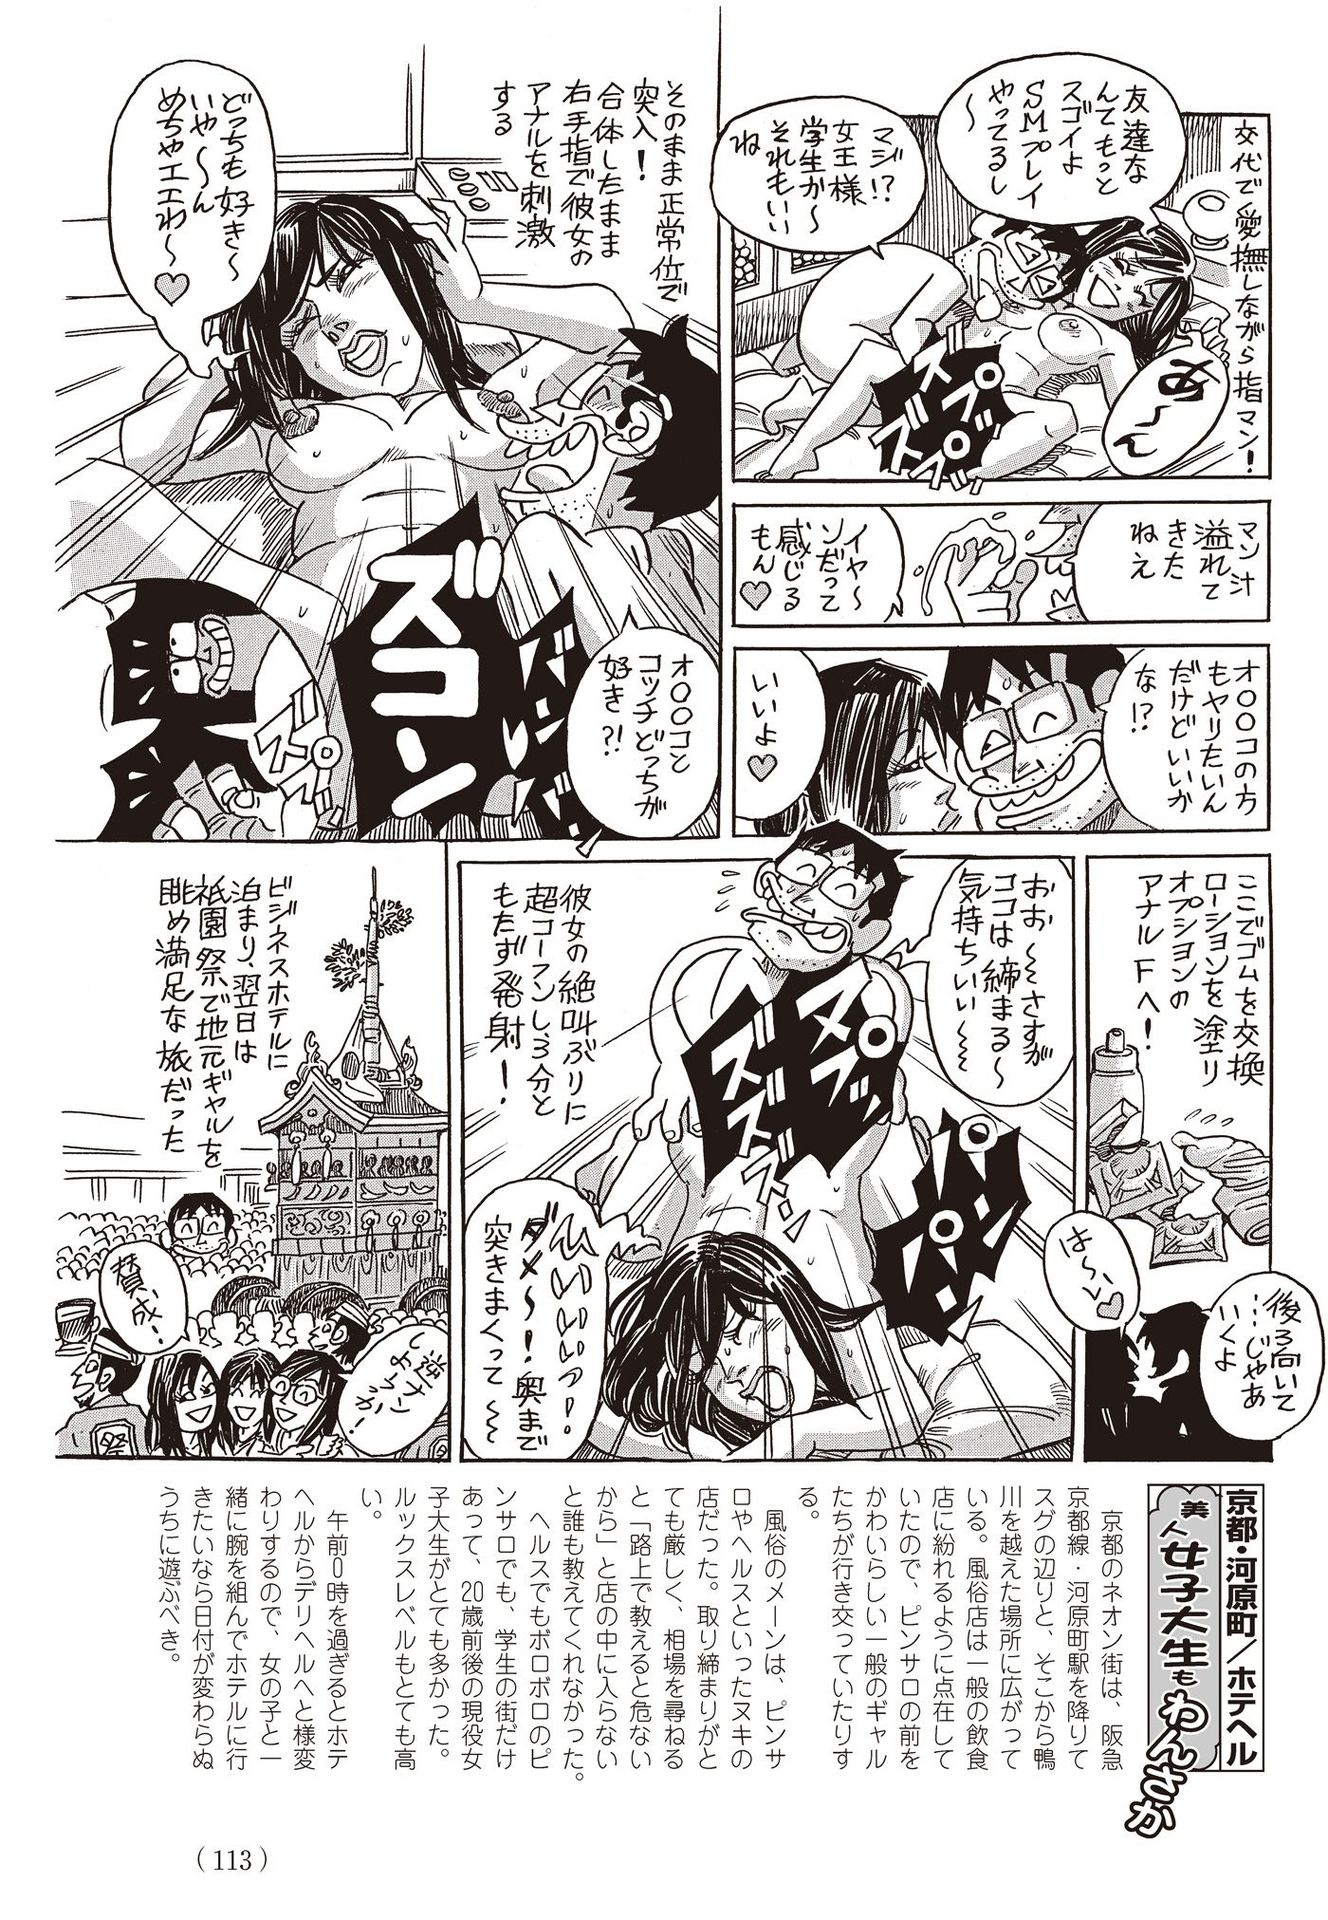 交代で愛撫しながら指マン！
友達な
んてもっと
スゴイよ
SMプレイ
やってるし
～
マジ!?
女王様
学生か～
それもいい
ね
あ～ん
ズブ
ズプ
ズパッ
マン汁
溢れて
きた
ねえ
イヤ～
ソだって
感じる
もん♥
オ〇〇コのち
もヤリたいん
だけどいいか
な!?
いいよ
♥
そのまま正常位で
突入！
合体したまま
右手指で彼女の
アナルを刺激
する
どっちも好き～
いや～ん
めちゃエエわ～
♥
ズコン
パン
パン
オ〇〇コと
コッチどっちが
好き?!
ズポ
ここでゴムを交換
ローションを塗り
オプションの
アナルFへ！
後ろ向いて
……じゃあ
いくよ
は～い♥
おお～さすが
ココは締まる～
気持ちいい～
ヌプッ
ズズズン
パンパン
彼女の絶叫ぶりに
超コーフンし3分と
もたず発射！
ひいいいっ！
ダメ～！奥まで
突きまくって～
ビジネスホテルに
泊まり、翌日は
祇園祭で地元ギャルを
眺め満足な旅だった
逆ナン
しようか！
賛成！
祭
京都・河原町／ホテヘル
美人女子大生もわんさか
京都のネオン街は、阪急
京都線・河原町駅を降りて
スグの辺りと、そこから鴨
川を越えた場所に広がって
いる。風俗店は一般の飲食
店に紛れるように点在して
いたので、ピンサロの前を
かわいらしい一般のギャル
たちが行き交っていたりす
る。
風俗のメーンは、ピンサ
ロやヘルスといったヌキの
店だった。取り締まりがと
ても厳しく、相場を尋ねる
と「路上で教えると危ない
から」と店の中に入らない
と誰も教えてくれなかった。
ヘルスでもボロボロのピ
ンサロでも、学生の街だけ
あって、20歳前後の現役女
子大生がとても多かった。
ルックスレベルもとても高
い。
午前0時を過ぎるとホテ
ヘルからデリヘルへと様変
わりするので、女の子と一
緒に腕を組んでホテルに行
きたいなら日付が変わらぬ
うちに遊ぶべき。
（113）